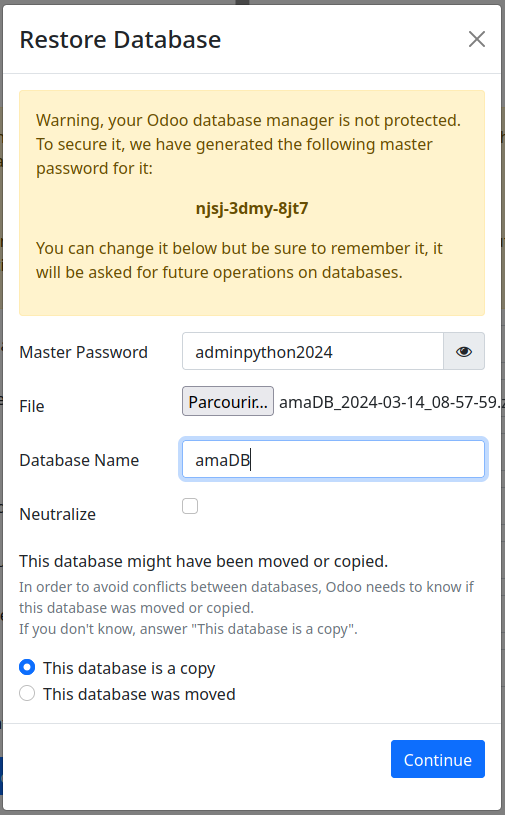 Restore Database
Warning, your Odoo database manager is not protected.
To secure it, we have generated the following master
password for it:
njsj-3dmy-8jt7
You can change it below but be sure to remember it, it
will be asked for future operations on databases.
Master Password adminpython2024
File Parcourir... amaDB_2024-03-14_08-57-59.z
Database Name amaDB
Neutralize
This database might have been moved or copied.
In order to avoid conflicts between databases, Odoo needs to know if
this database was moved or copied.
If you don't know, answer "This database is a copy".
This database is a copy
This database was moved
Continue